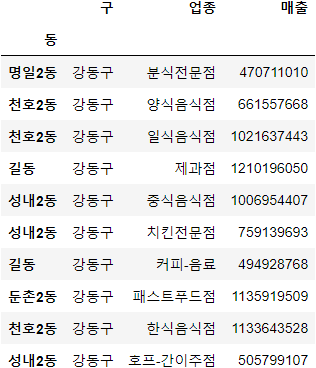 구 업종 매출
동
명일2동 강동구 분식전문점 470711010
천호2동 강동구 양식음식점 661557668
천호2동 강동구 일식음식점 1021637443
길동 강동구 제과점 1210196050
성내2동 강동구 중식음식점 1006954407
성내2동 강동구 치킨전문점 759139693
길동 강동구 커피-음료 494928768
둔촌2동 강동구 패스트푸드점 1135919509
천호2동 강동구 한식음식점 1133643528
성내2동 강동구 호프-간이주점 505799107